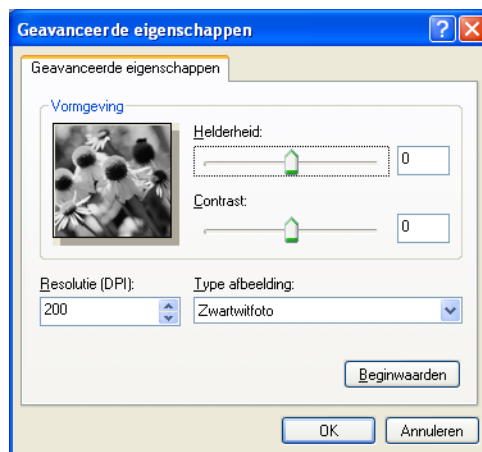 Geavanceerde eigenschappen
Geavanceerde eigenschappen
Vormgeving
Helderheid:
0
Contrast:
0
Resolutie (DPI):
Type afbeelding:
200
Zwartwitfoto
Beginwaarden
OK
Annuleren